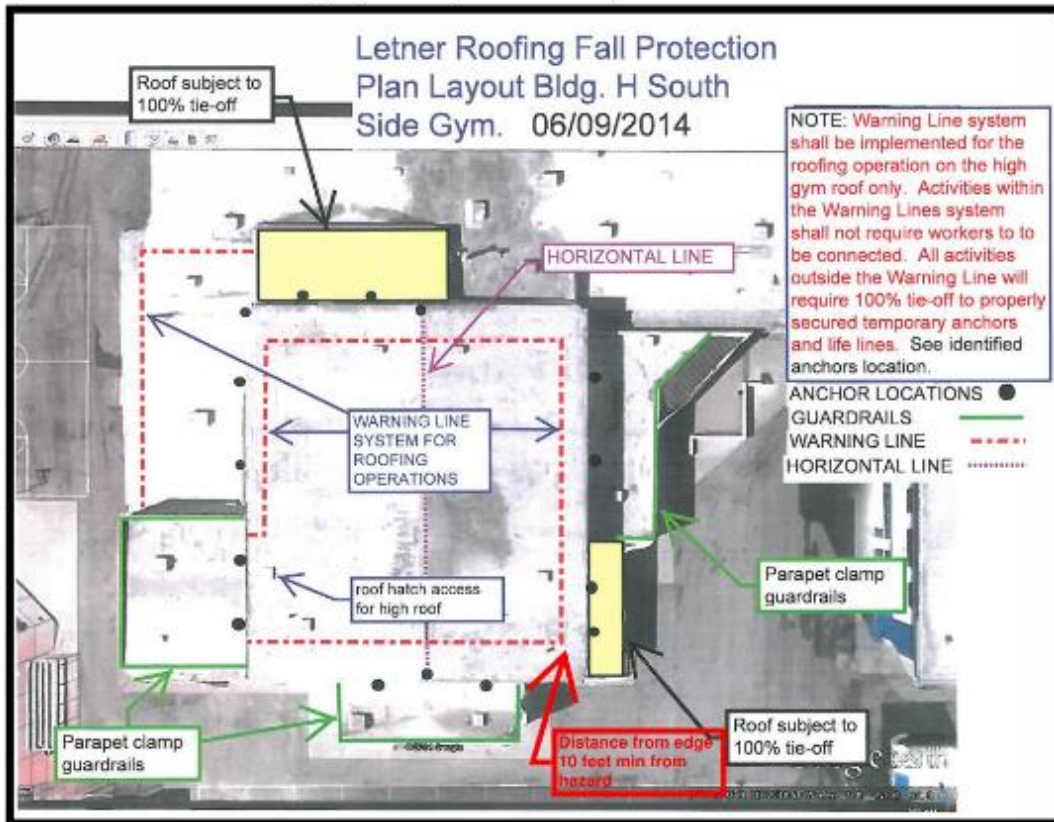 Letner Roofing Fall Protection
Plan Layout Bldg. H South
Side Gym. 06/09/2014
Roof subject to
100% tie-off
NOTE: Warning Line system
shall be implemented for the
roofing operation on the high
gym roof only. Activities within
the Warning Lines system
shall not require workers to to
be connected. All activities
outside the Warning Line will
require 100% tie-off to properly
secured temporary anchors
and life lines. See identified
anchors location.
HORIZONTAL LINE
ANCHOR LOCATIONS
GUARDRAILS
WARNING LINE
HORIZONTAL LINE
WARNING LINE
SYSTEM FOR
ROOFING
OPERATIONS
roof hatch access
for high roof
Parapet clamp
guardrails
Parapet clamp
guardrails
Distance from edge
10 feet min from
hazard
Roof subject to
100% tie-off